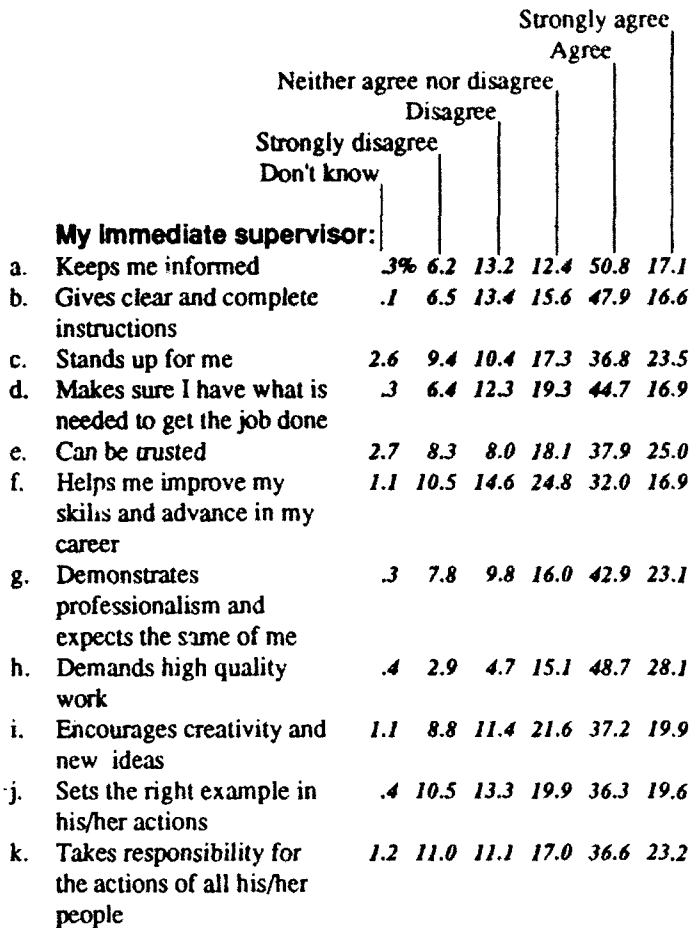 Strongly agree
Agree
Neither agree nor disagree
Disagree
Strongly disagree
Don't know
My immediate supervisor:
a. Keeps me informed .3% 6.2 13.2 12.4 50.8 17.1
b. Gives clear and complete .1 6.5 13.4 15.6 47.9 16.6
instructions
c. Stands up for me 2.6 9.4 10.4 17.3 36.8 23.5
d. Makes sure I have what is .3 6.4 12.3 19.3 44.7 16.9
needed to get the job done
e. Can be trusted 2.7 8.3 8.0 18.1 37.9 25.0
f. Helps me improve my 1.1 10.5 14.6 24.8 32.0 16.9
skills and advance in my
career
g. Demonstrates .3 7.8 9.8 16.0 42.9 23.1
professionalism and
expects the same of me
h. Demands high quality .4 2.9 4.7 15.1 48.7 28.1
work
i. Encourages creativity and 1.1 8.8 11.4 21.6 37.2 19.9
new ideas
j. Sets the right example in .4 10.5 13.3 19.9 36.3 19.6
his/her actions
k. Takes responsibility for 1.2 11.0 11.1 17.0 36.6 23.2
the actions of all his/her
people